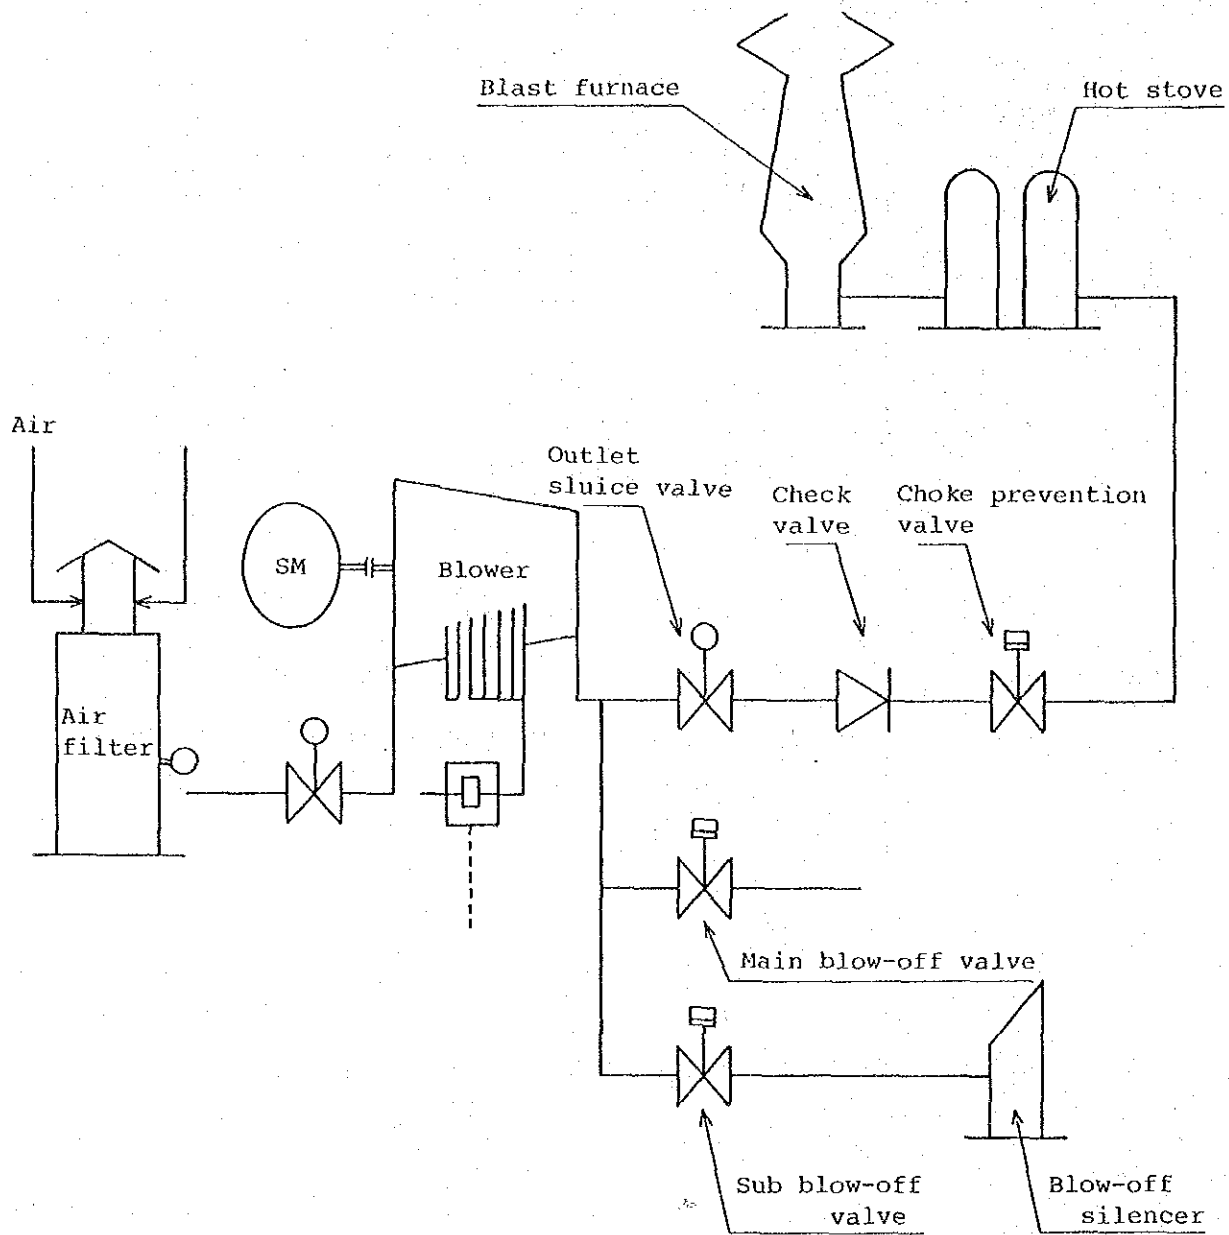 Blast furnace
Hot stove
Air
Outlet
sluice valve
Check
valve
Choke prevention
valve
SM
Blower
Air
filter
Main blow-off valve
Sub blow-off
valve
Blow-off
silencer